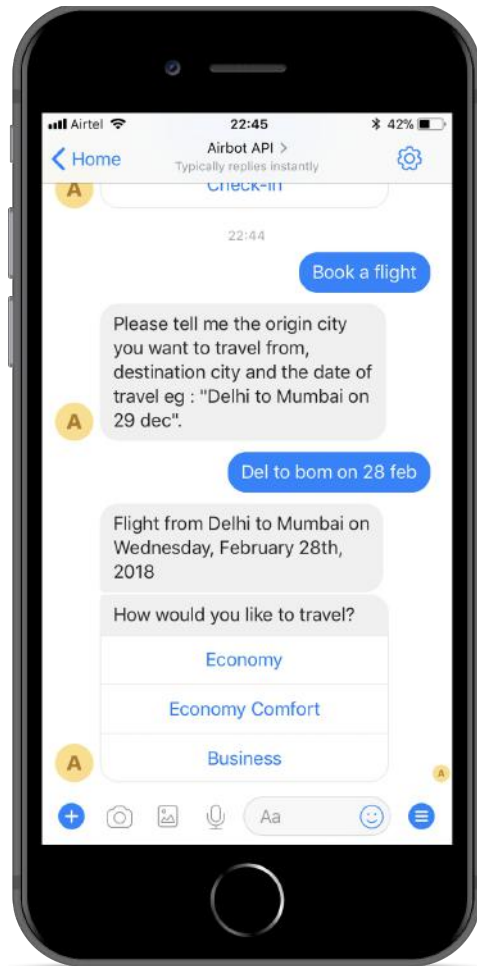 Airtel 22:45 42%
Home Airbot API >
Typically replies instantly
A Check-in
22:44
Book a flight
Please tell me the origin city
you want to travel from,
destination city and the date of
travel eg : "Delhi to Mumbai on
29 dec".
A
Del to bom on 28 feb
Flight from Delhi to Mumbai on
Wednesday, February 28th,
2018
How would you like to travel?
Economy
Economy Comfort
Business
A
A
Aa